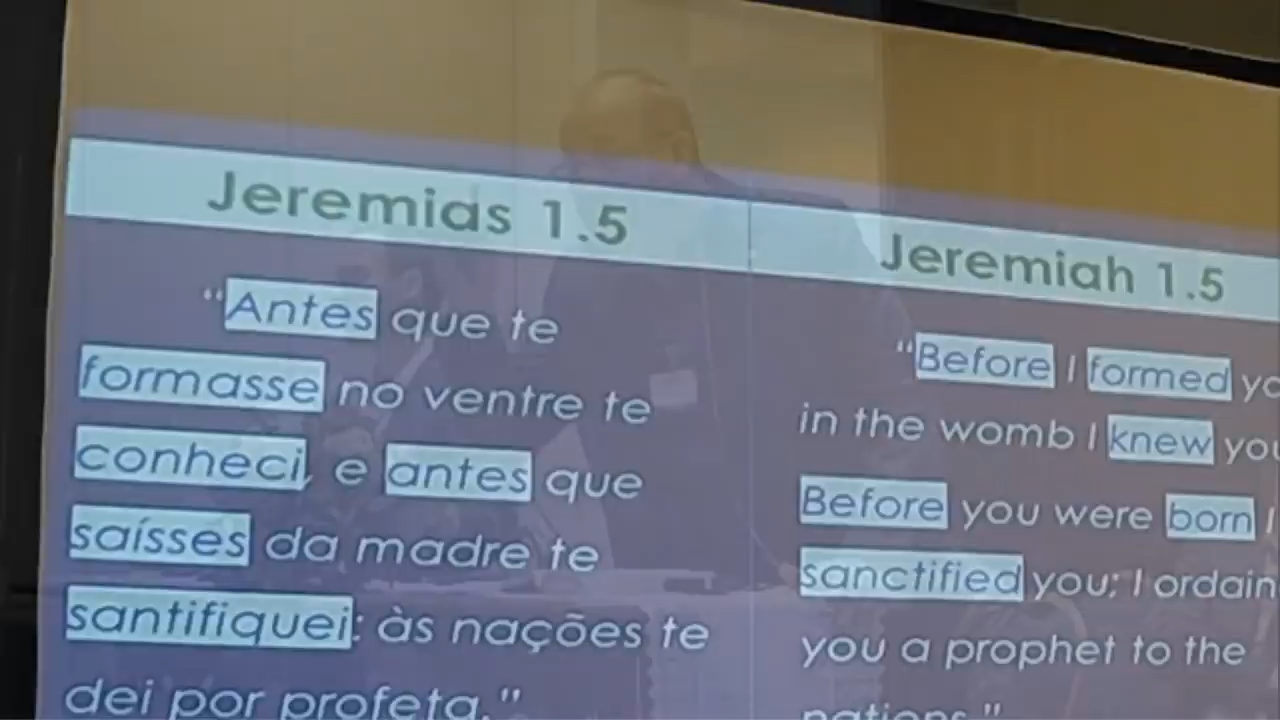 Jeremias 1.5
"Antes que te
formasse no ventre te
conheci, e antes que
saísses da madre te
santifiquei: às nações te
dei por profeta."
Jeremiah 1.5
"Before I formed yo
in the womb I knew you
Before you were born I
sanctified you; I ordain
you a prophet to the
nations."